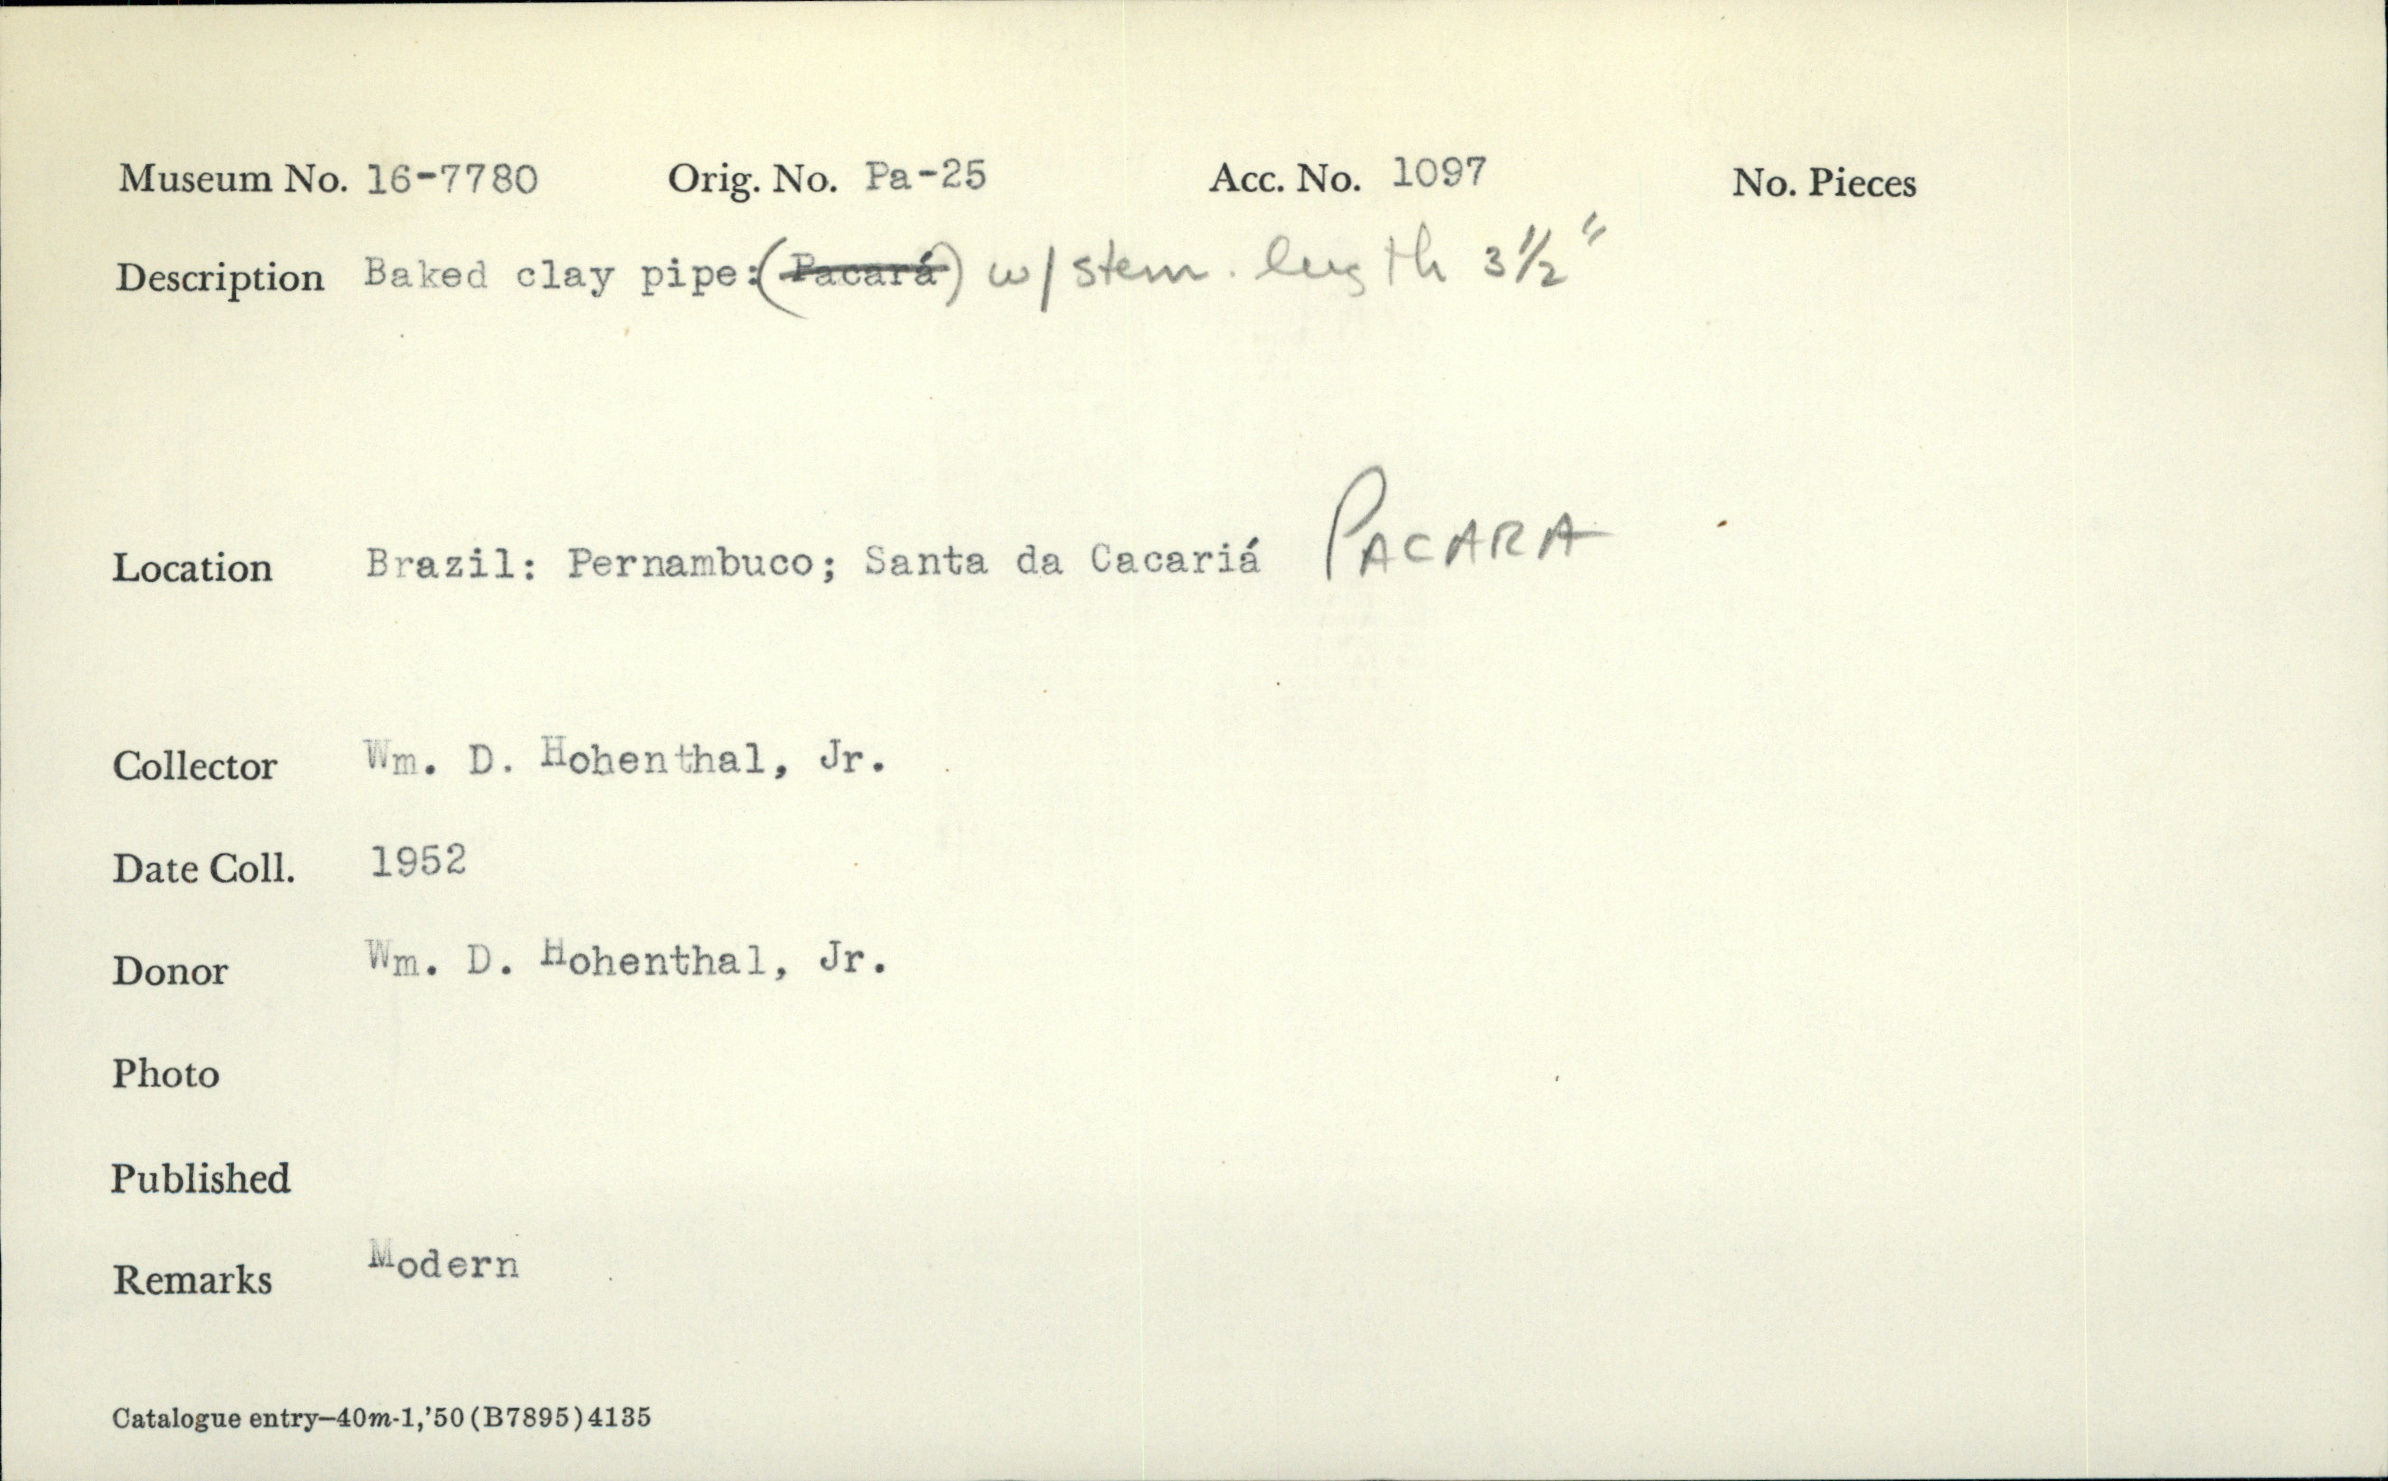 Museum No. 16-7780 Orig. No. Pa-25 Acc. No. 1097 No. Pieces
Description Baked clay pipe: (Pacará) w/ stem. length 3 1/2"
Location Brazil: Pernambuco; Santa da Cacariá PACARA
Collector Wm. D. Hohenthal, Jr.
Date Coll. 1952
Donor Wm. D. Hohenthal, Jr.
Photo
Published
Remarks Modern
Catalogue entry—40m-1,'50 (B7895) 4135